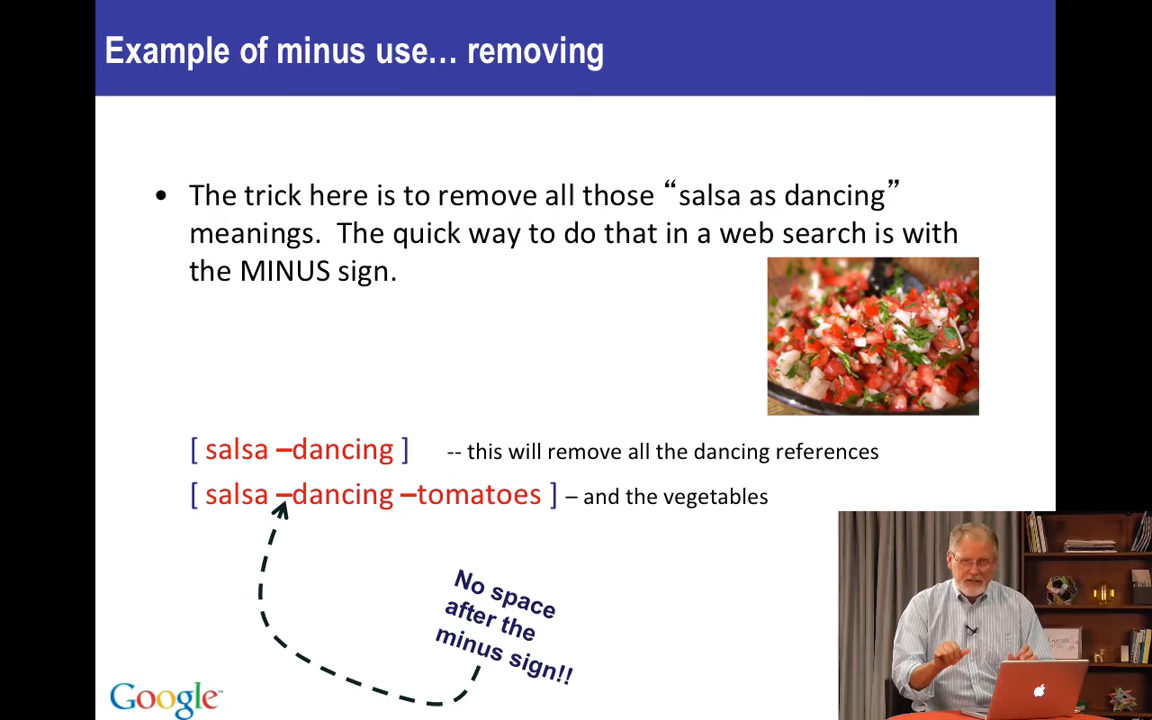 Example of minus use... removing
• The trick here is to remove all those “salsa as dancing”
meanings. The quick way to do that in a web search is with
the MINUS sign.
[ salsa –dancing ] -- this will remove all the dancing references
[ salsa –dancing –tomatoes ] – and the vegetables
No space
after the
minus sign!!
Google™